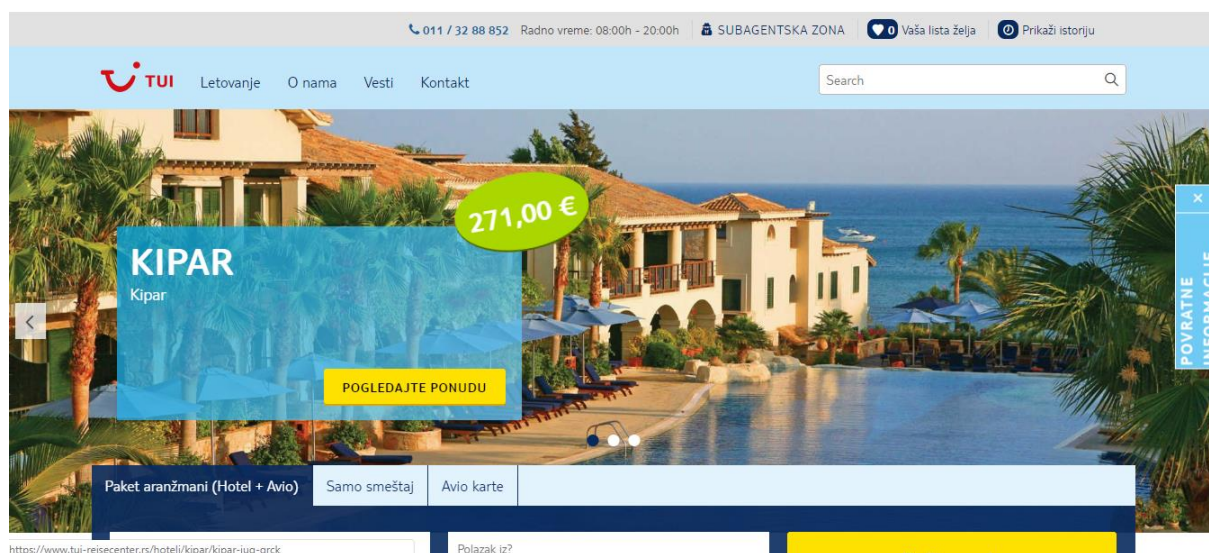 011 / 32 88 852 Radno vreme: 08:00h - 20:00h SUBAGENTSKA ZONA 0 Vaša lista želja Prikaži istoriju
TUI Letovanje O nama Vesti Kontakt Search
271,00 €
KIPAR
Kipar
POGLEDAJTE PONUDU
POVRATNE
INFORMACIJE
Paket aranžmani (Hotel + Avio) Samo smeštaj Avio karte
Polazak iz?
https://www.tui-reisecenter.rs/hoteli/kipar/kipar-jug-grck